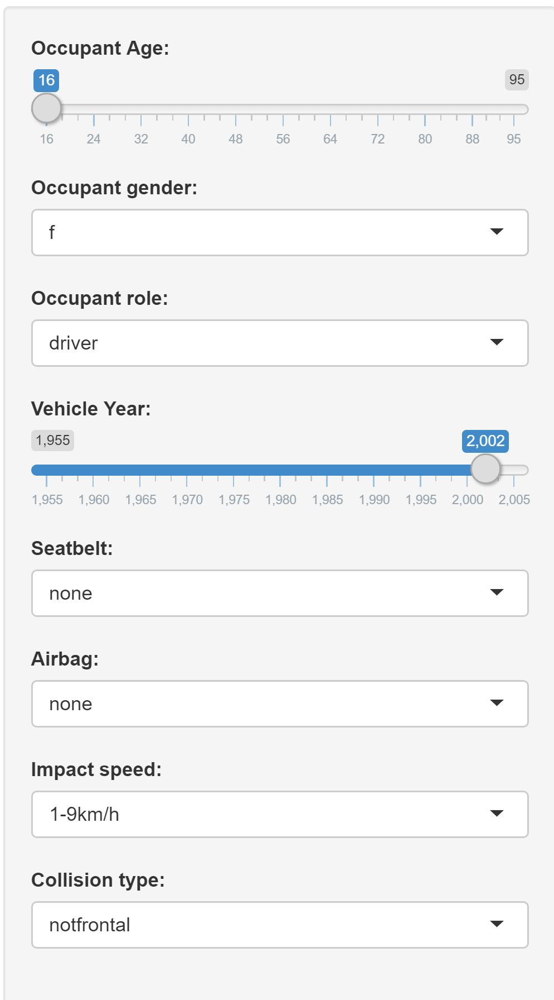 Occupant Age:
16 95
16 24 32 40 48 56 64 72 80 88 95
Occupant gender:
f
Occupant role:
driver
Vehicle Year:
1,955 2,002
1,955 1,960 1,965 1,970 1,975 1,980 1,985 1,990 1,995 2,000 2,005
Seatbelt:
none
Airbag:
none
Impact speed:
1-9km/h
Collision type:
notfrontal